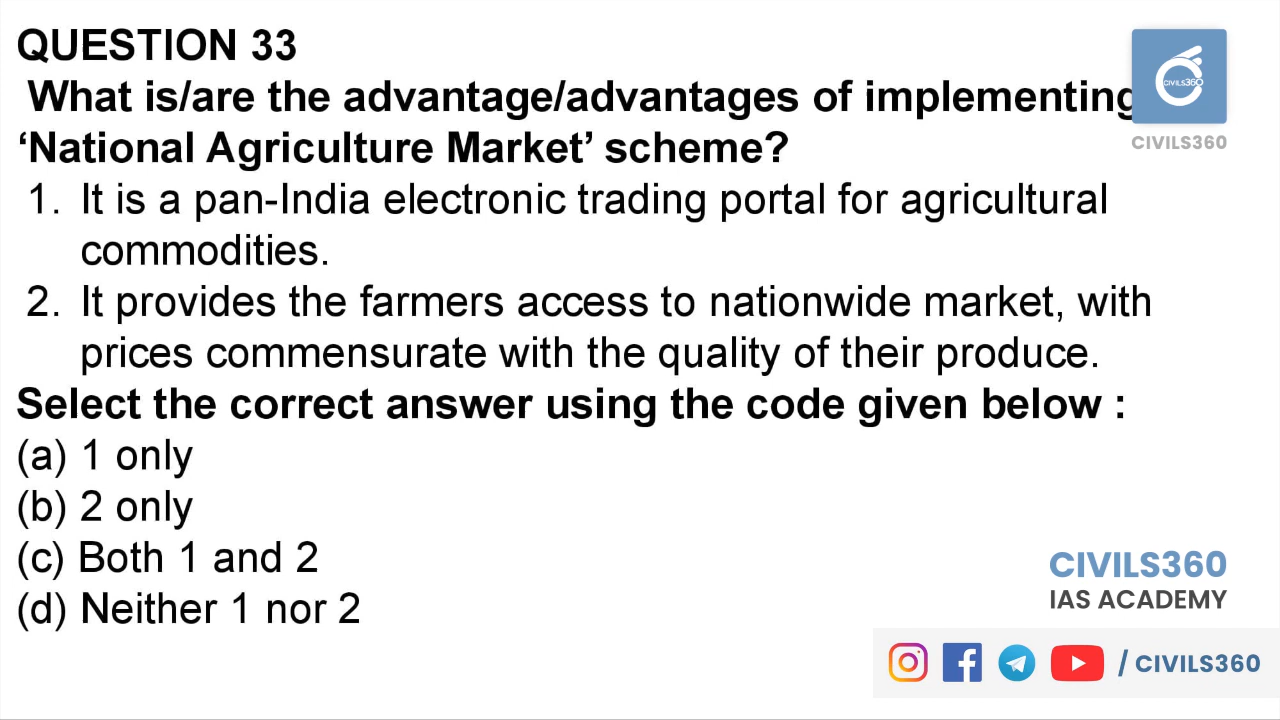 QUESTION 33
What is/are the advantage/advantages of implementing
‘National Agriculture Market’ scheme?
1. It is a pan-India electronic trading portal for agricultural
commodities.
2. It provides the farmers access to nationwide market, with
prices commensurate with the quality of their produce.
Select the correct answer using the code given below :
(a) 1 only
(b) 2 only
(c) Both 1 and 2
(d) Neither 1 nor 2
CIVILS360
CIVILS360
CIVILS360
IAS ACADEMY
/ CIVILS360